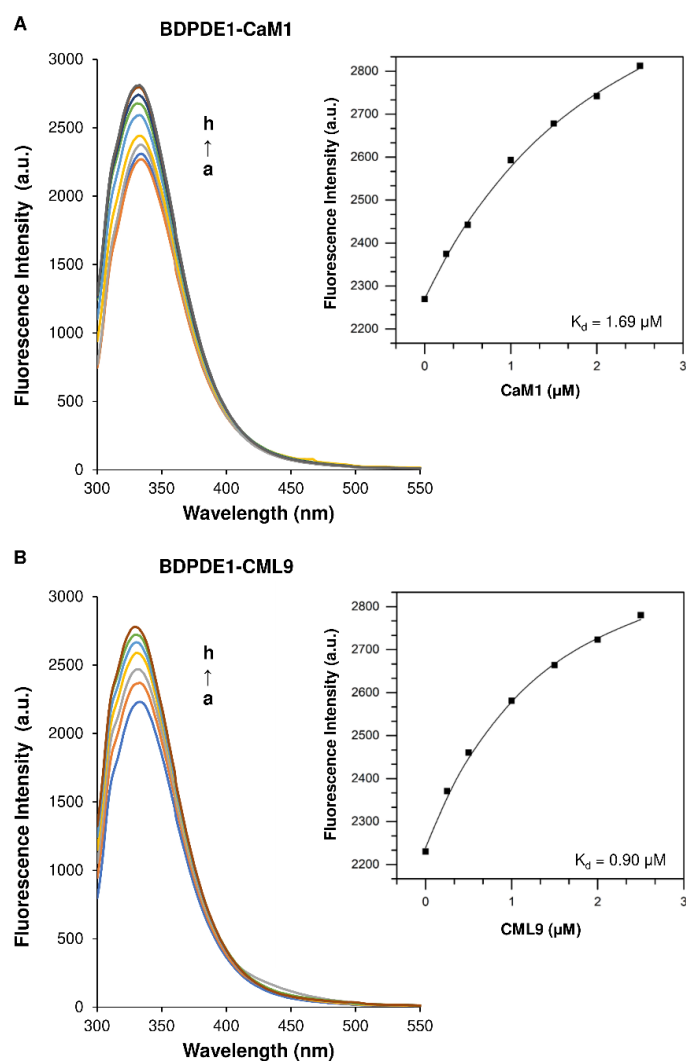 A
BDPDE1-CaM1
Fluorescence Intensity (a.u.)
3000
2500
2000
1500
1000
500
0
h
↑
a
300 350 400 450 500 550
Wavelength (nm)
Fluorescence Intensity (a.u.)
2800
2700
2600
2500
2400
2300
2200
K_d = 1.69 µM
0 1 2 3
CaM1 (µM)
B
BDPDE1-CML9
Fluorescence Intensity (a.u.)
3000
2500
2000
1500
1000
500
0
h
↑
a
300 350 400 450 500 550
Wavelength (nm)
Fluorescence Intensity (a.u.)
2800
2700
2600
2500
2400
2300
2200
K_d = 0.90 µM
0 1 2 3
CML9 (µM)